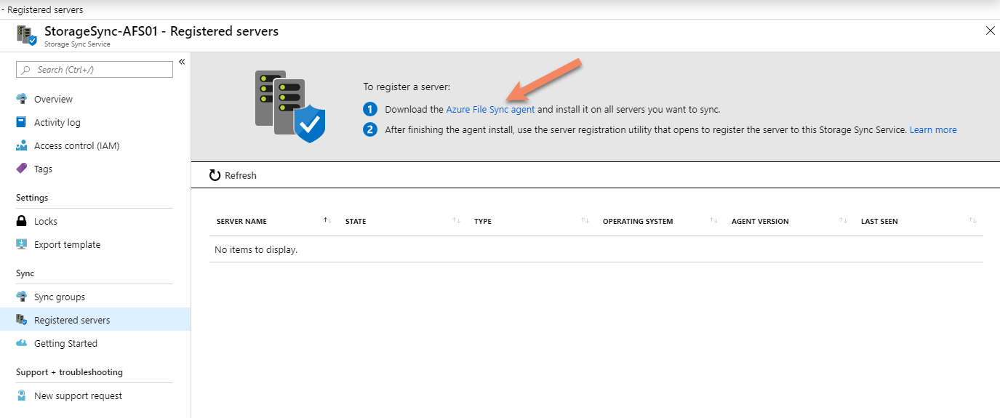 - Registered servers
StorageSync-AFS01 - Registered servers
Storage Sync Service
Search (Ctrl+/)
Overview
Activity log
Access control (IAM)
Tags
Settings
Locks
Export template
Sync
Sync groups
Registered servers
Getting Started
Support + troubleshooting
New support request
To register a server:
1 Download the Azure File Sync agent and install it on all servers you want to sync.
2 After finishing the agent install, use the server registration utility that opens to register the server to this Storage Sync Service. Learn more
Refresh
SERVER NAME STATE TYPE OPERATING SYSTEM AGENT VERSION LAST SEEN
No items to display.